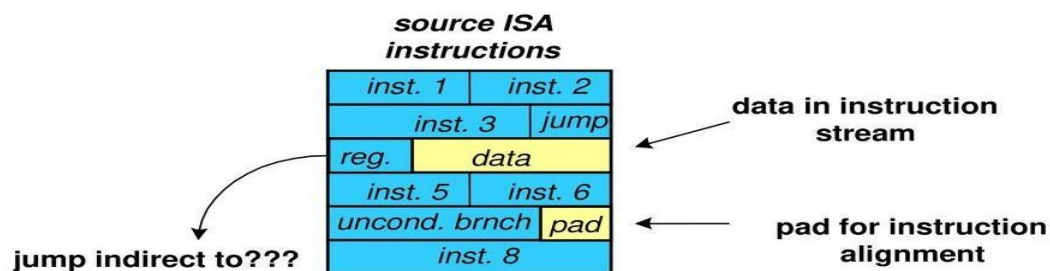 source ISA
instructions
inst. 1 inst. 2
inst. 3 jump
data in instruction
stream
reg. data
inst. 5 inst. 6
uncond. brnch pad
pad for instruction
alignment
jump indirect to???
inst. 8